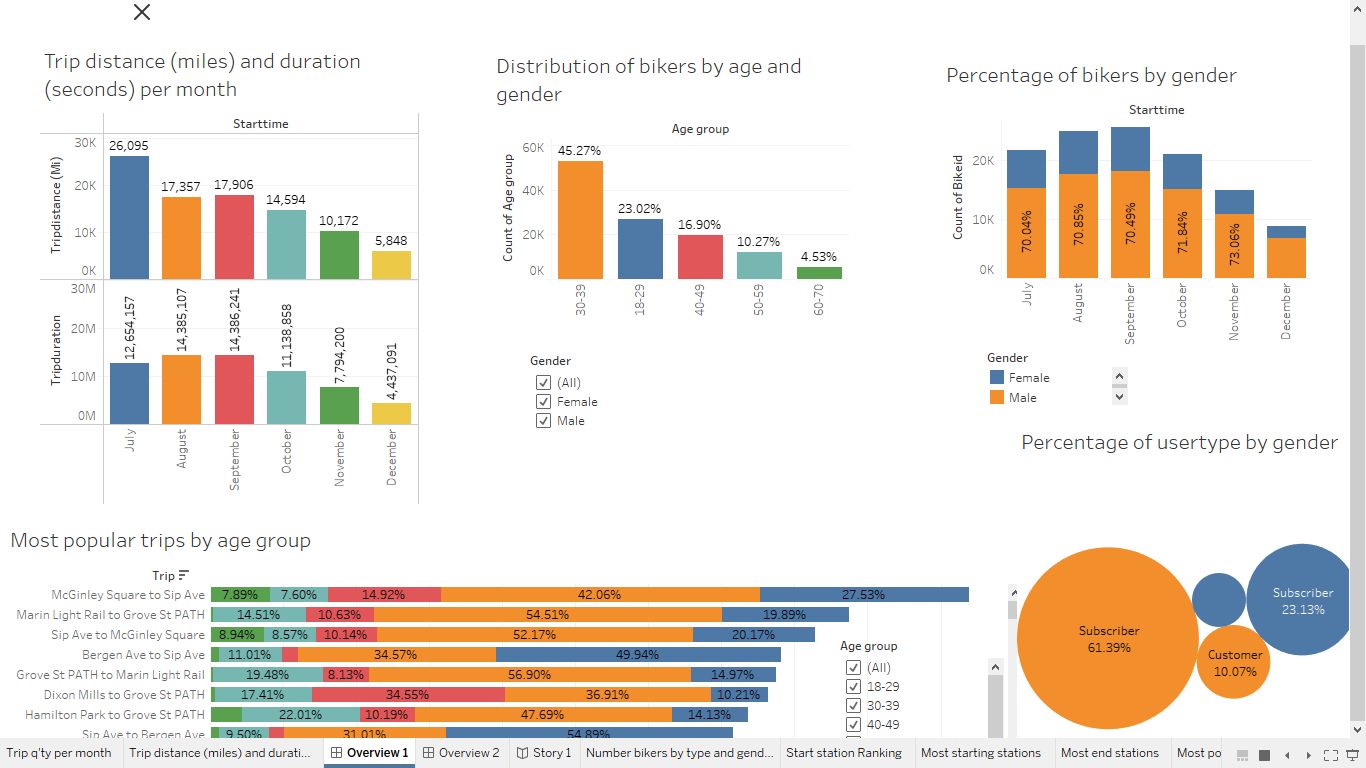 Trip distance (miles) and duration
(seconds) per month
Starttime
Tripdistance (Mi)
30K
20K
10K
0K
26,095
17,357
17,906
14,594
10,172
5,848
Tripduration
30M
20M
10M
0M
12,654,157
14,385,107
14,386,241
11,138,858
7,794,200
4,437,091
July
August
September
October
November
December
Distribution of bikers by age and
gender
Age group
Count of Age group
60K
40K
20K
0K
45.27%
23.02%
16.90%
10.27%
4.53%
30-39
18-29
40-49
50-59
60-70
Gender
(All)
Female
Male
Percentage of bikers by gender
Starttime
Count of Bikeid
20K
10K
0K
70.04%
70.85%
70.49%
71.84%
73.06%
July
August
September
October
November
December
Gender
Female
Male
Percentage of usertype by gender
Subscriber
61.39%
Subscriber
23.13%
Customer
10.07%
Most popular trips by age group
Trip
McGinley Square to Sip Ave 7.89% 7.60% 14.92% 42.06% 27.53%
Marin Light Rail to Grove St PATH 14.51% 10.63% 54.51% 19.89%
Sip Ave to McGinley Square 8.94% 8.57% 10.14% 52.17% 20.17%
Bergen Ave to Sip Ave 11.01% 34.57% 49.94%
Grove St PATH to Marin Light Rail 19.48% 8.13% 56.90% 14.97%
Dixon Mills to Grove St PATH 17.41% 34.55% 36.91% 10.21%
Hamilton Park to Grove St PATH 22.01% 10.19% 47.69% 14.13%
Sip Ave to Bergen Ave 9.50% 31.01% 54.89%
Age group
(All)
18-29
30-39
40-49
Trip q'ty per month
Trip distance (miles) and durati...
Overview 1
Overview 2
Story 1
Number bikers by type and gend...
Start station Ranking
Most starting stations
Most end stations
Most po